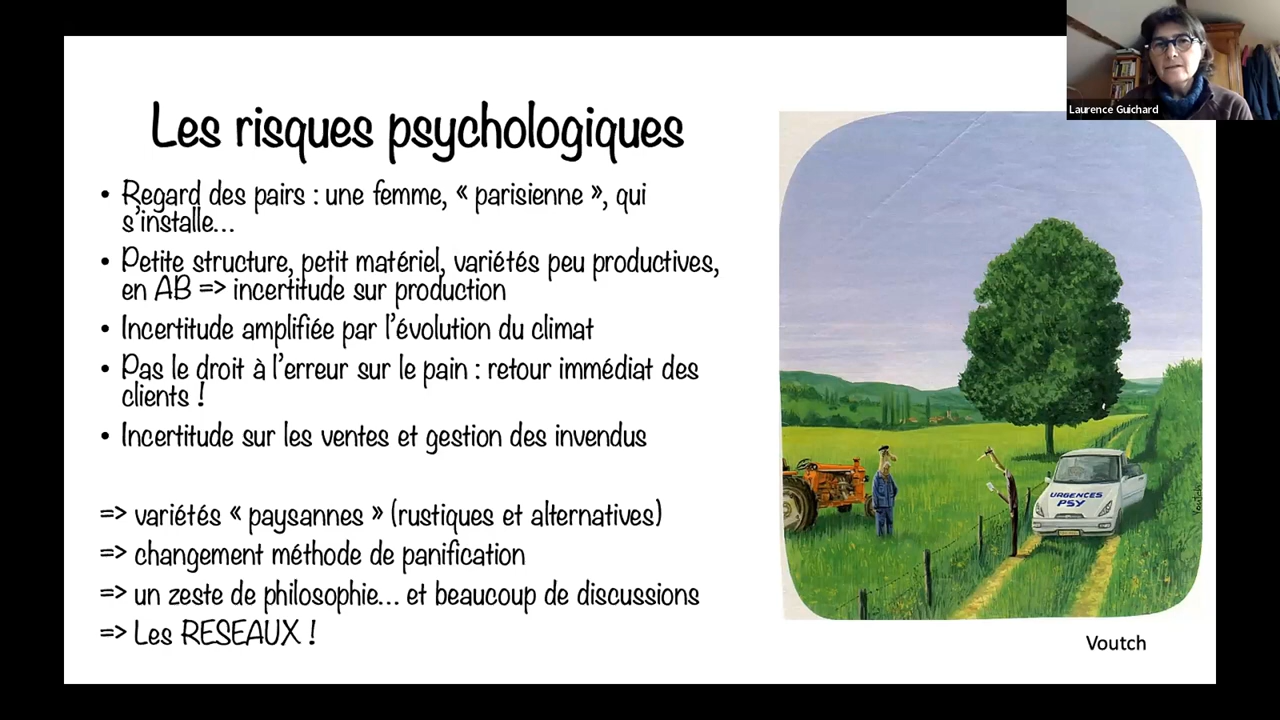 Laurence Guichard
Les risques psychologiques
• Regard des pairs : une femme, « parisienne », qui
s'installe...
• Petite structure, petit matériel, variétés peu productives,
en AB => incertitude sur production
• Incertitude amplifiée par l'évolution du climat
• Pas le droit à l'erreur sur le pain : retour immédiat des
clients !
• Incertitude sur les ventes et gestion des invendus
=> variétés « paysannes » (rustiques et alternatives)
=> changement méthode de panification
=> un zeste de philosophie... et beaucoup de discussions
=> Les RESEAUX !
URGENCES
PSY
Voutch
Voutch